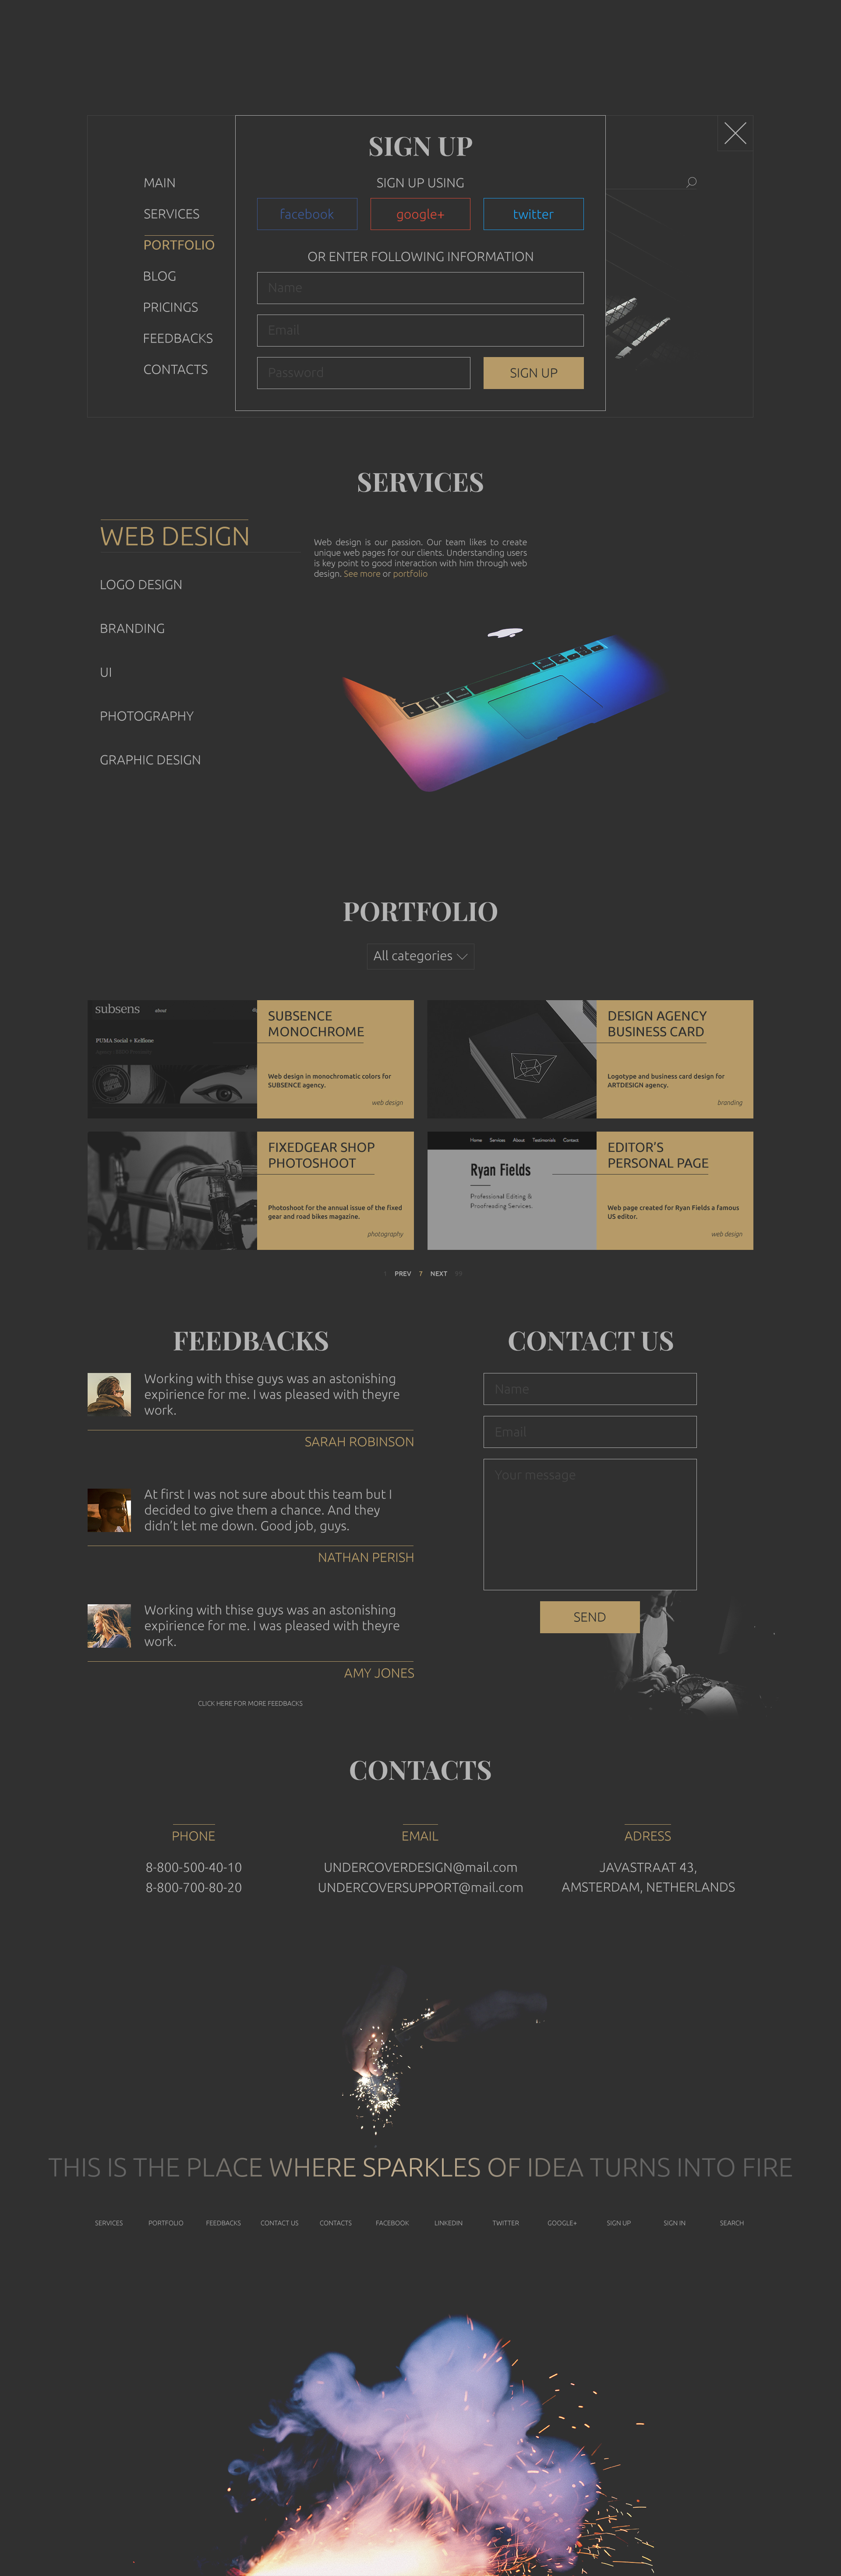 SIGN UP
MAIN
SERVICES
PORTFOLIO
BLOG
PRICINGS
FEEDBACKS
CONTACTS
SIGN UP USING
facebook
google+
twitter
OR ENTER FOLLOWING INFORMATION
Name
Email
Password
SIGN UP
SERVICES
WEB DESIGN
LOGO DESIGN
BRANDING
UI
PHOTOGRAPHY
GRAPHIC DESIGN
Web design is our passion. Our team likes to create
unique web pages for our clients. Understanding users
is key point to good interaction with him through web
design. See more or portfolio
PORTFOLIO
All categories
subsens
about
PUMA Social + Kelfione
SUBSENCE
MONOCHROME
Web design in monochromatic colors for
SUBSENCE agency.
web design
DESIGN AGENCY
BUSINESS CARD
Logotype and business card design for
ARTDESIGN agency.
branding
FIXEDGEAR SHOP
PHOTOSHOOT
Photoshoot for the annual issue of the fixed
gear and road bikes magazine.
photography
Home Services About Testimonials Contact
Ryan Fields
Professional Editing &
Proofreading Services.
EDITOR'S
PERSONAL PAGE
Web page created for Ryan Fields a famous
US editor.
web design
PREV 7 NEXT
FEEDBACKS
Working with thise guys was an astonishing
expirience for me. I was pleased with theyre
work.
SARAH ROBINSON
At first I was not sure about this team but I
decided to give them a chance. And they
didn't let me down. Good job, guys.
NATHAN PERISH
Working with thise guys was an astonishing
expirience for me. I was pleased with theyre
work.
AMY JONES
CLICK HERE FOR MORE FEEDBACKS
CONTACT US
Name
Email
Your message
SEND
CONTACTS
PHONE
8-800-500-40-10
8-800-700-80-20
EMAIL
UNDERCOVERDESIGN@mail.com
UNDERCOVERSUPPORT@mail.com
ADRESS
JAVASTRAAT 43,
AMSTERDAM, NETHERLANDS
THIS IS THE PLACE WHERE SPARKLES OF IDEA TURNS INTO FIRE
SERVICES PORTFOLIO FEEDBACKS CONTACT US CONTACTS FACEBOOK LINKEDIN TWITTER GOOGLE+ SIGN UP SIGN IN SEARCH